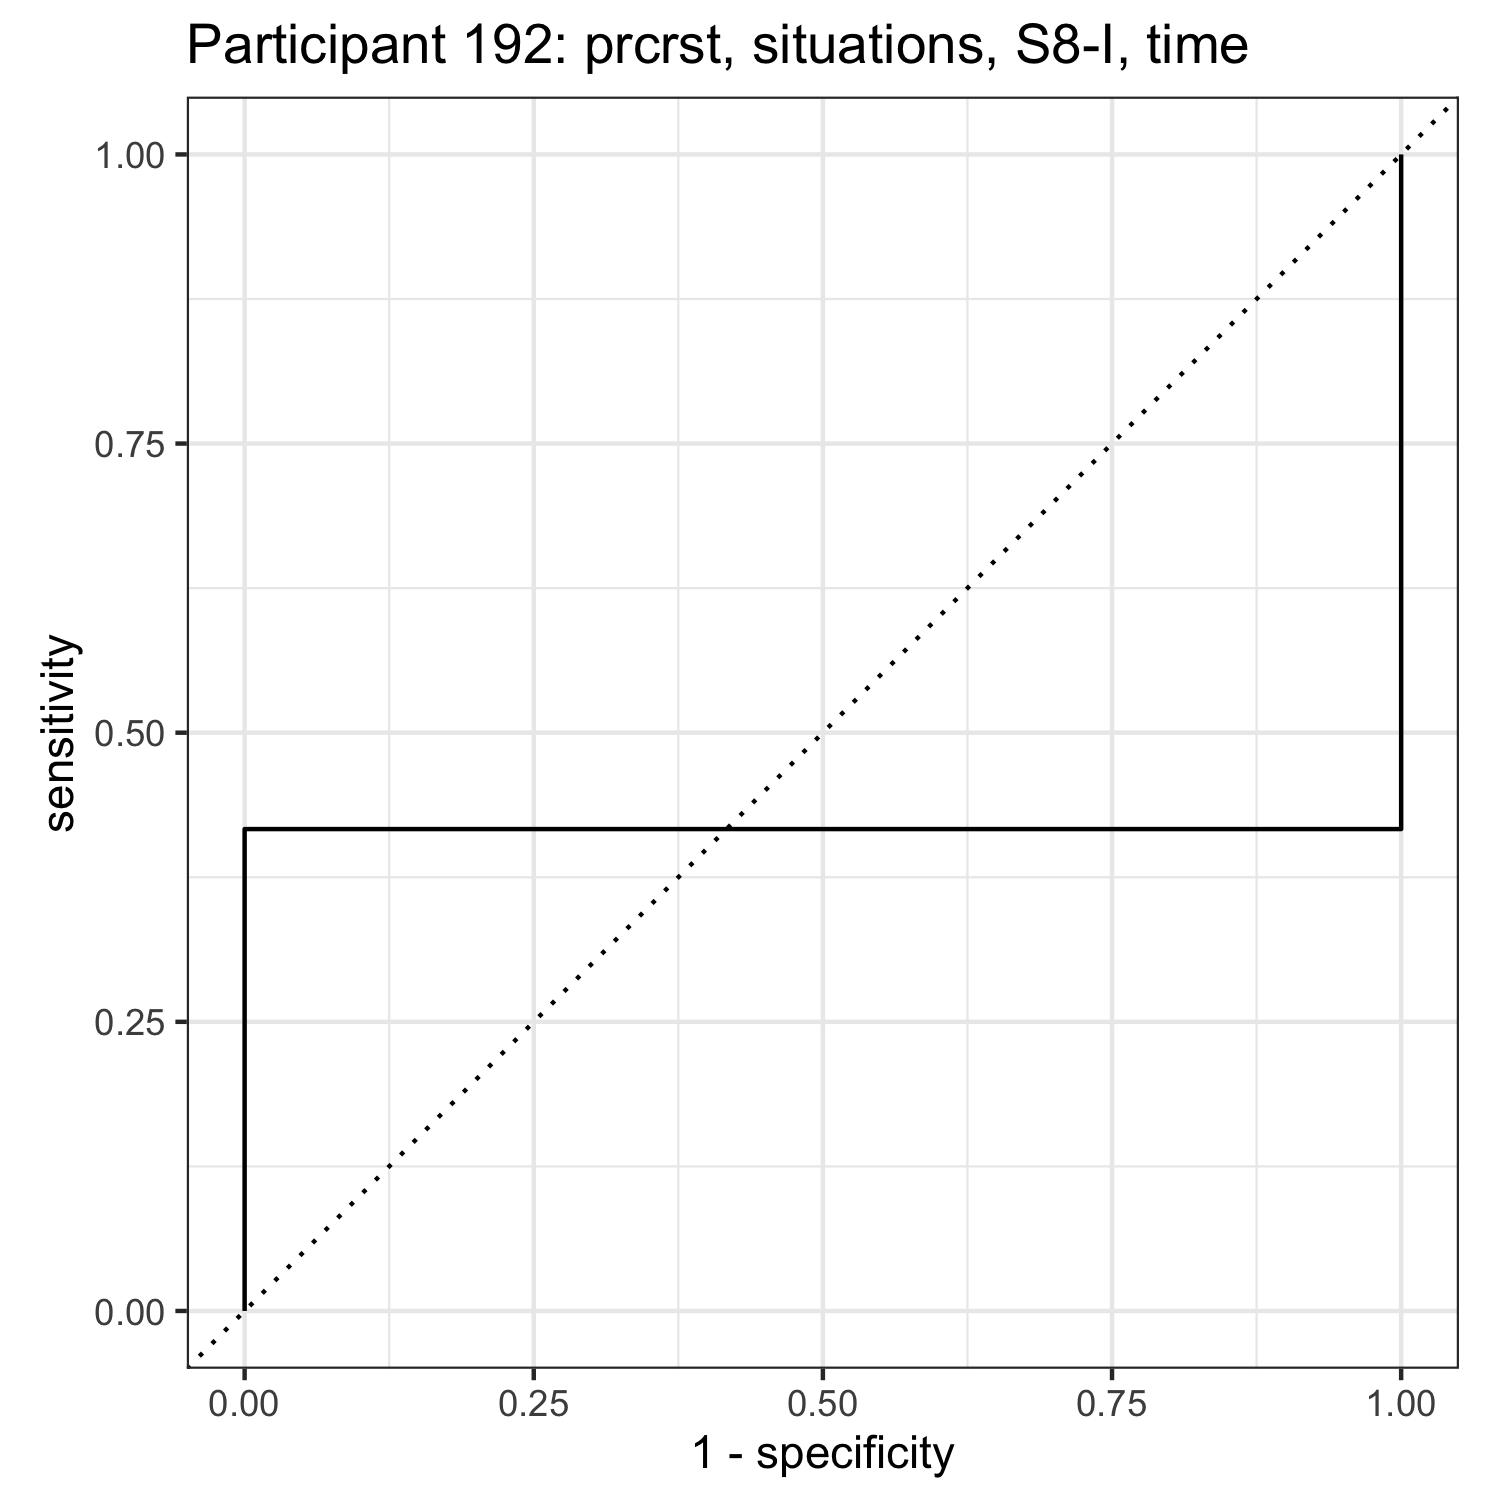 Participant 192: prcrst, situations, S8-I, time
1.00
0.75
0.50
0.25
0.00
sensitivity
0.00 0.25 0.50 0.75 1.00
1 - specificity